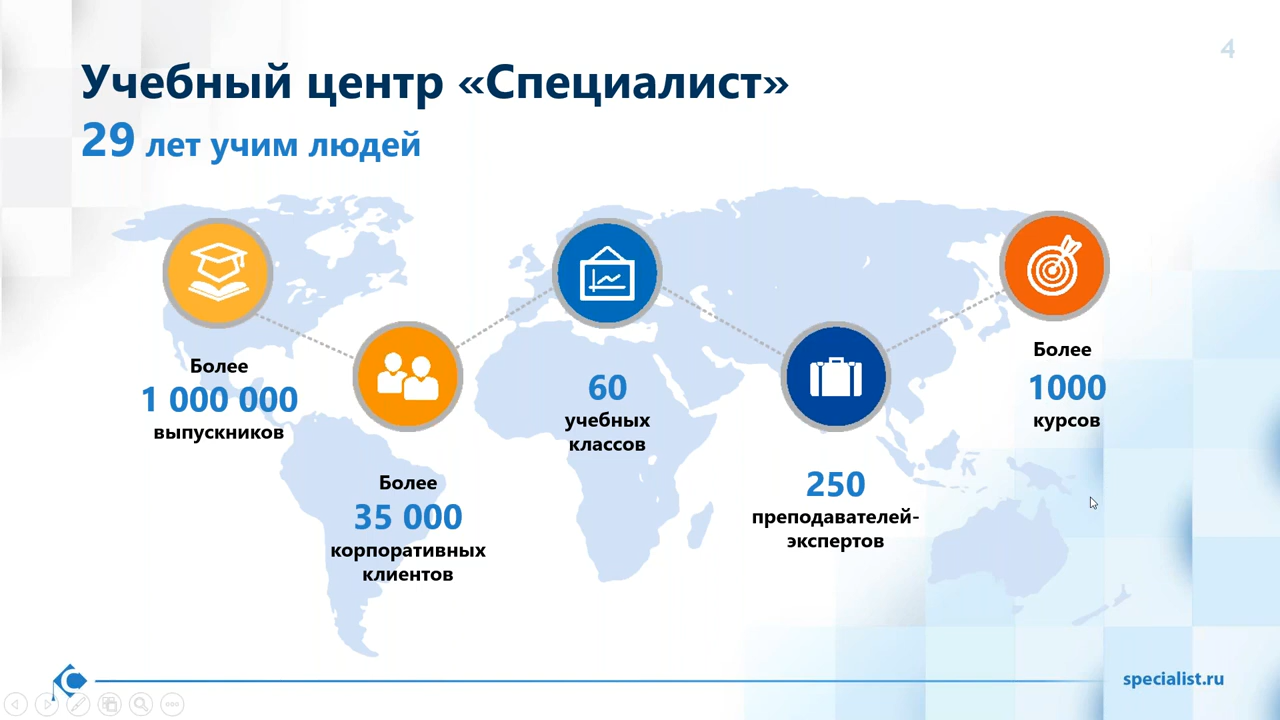 4
Учебный центр «Специалист»
29 лет учим людей
Более
1 000 000
выпускников
Более
35 000
корпоративных
клиентов
60
учебных
классов
250
преподавателей-
экспертов
Более
1000
курсов
specialist.ru